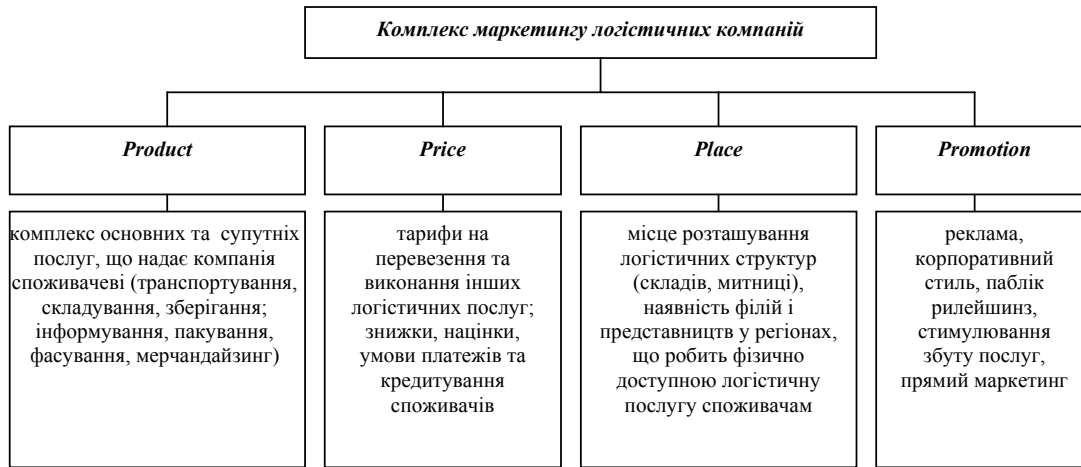 Комплекс маркетингу логістичних компаній
Product
Price
Place
Promotion
комплекс основних та супутніх
послуг, що надає компанія
споживачеві (транспортування,
складування, зберігання;
інформування, пакування,
фасування, мерчандайзинг)
тарифи на
перевезення та
виконання інших
логістичних послуг;
знижки, націнки,
умови платежів та
кредитування
споживачів
місце розташування
логістичних структур
(складів, митниці),
наявність філій і
представництв у регіонах,
що робить фізично
доступною логістичну
послугу споживачам
реклама,
корпоративний
стиль, паблік
рилейшинз,
стимулювання
збуту послуг,
прямий маркетинг